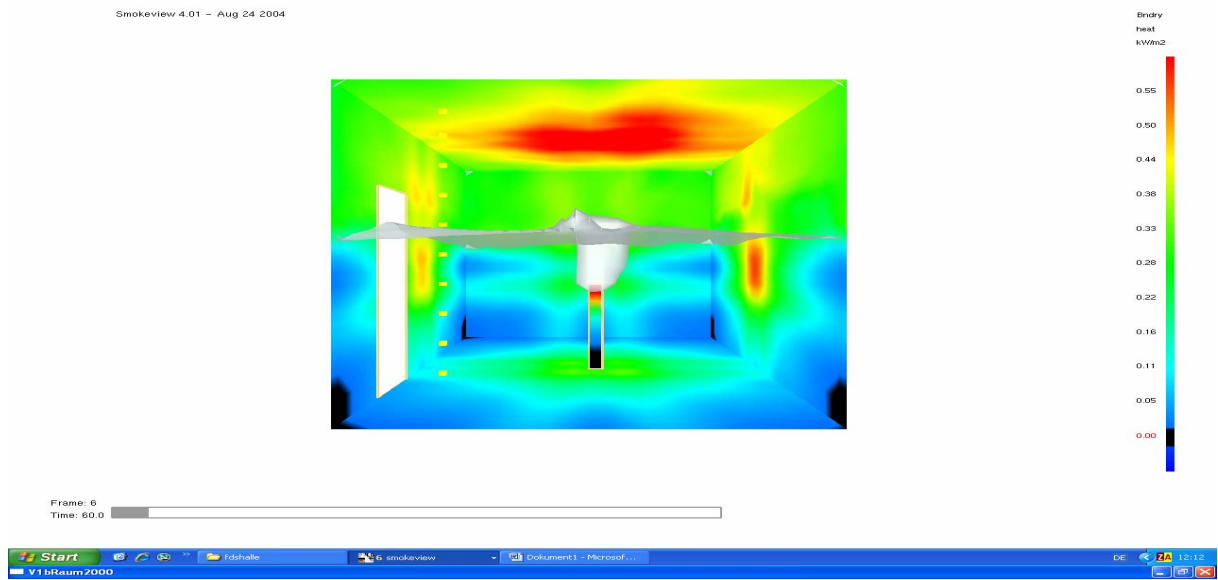 Smokeview 4.01 - Aug 24 2004
Bndry
heat
kW/m2
0.55
0.50
0.44
0.38
0.33
0.28
0.22
0.16
0.11
0.05
0.00
Frame: 6
Time: 60.0
Start
fdshalle
6 smokeview
Dokument1 - Microsof...
DE
ZA
12:12
V1bRaum2000